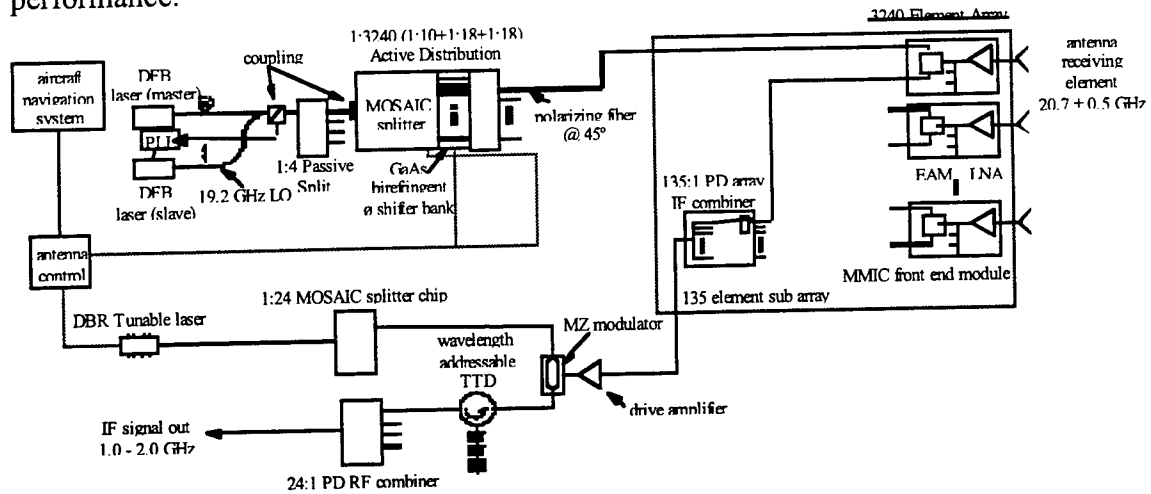 performance.
3240 Element Array
1:3240 (1:10+1:18+1:18)
Active Distribution
coupling
aircraft
navigation
system
DFB
laser (master)
MOSAIC
splitter
antenna
receiving
element
20.7 ± 0.5 GHz
PLL
polarizing fiber
@ 45°
1:4 Passive
Split
DFB
laser (slave)
19.2 GHz LO
GaAs
birefringent
ø shifter bank
135:1 PD array
IF combiner
EAM LNA
antenna
control
MMIC front end module
1:24 MOSAIC splitter chip
135 element sub array
DBR Tunable laser
MZ modulator
wavelength
addressable
TTD
drive amplifier
IF signal out
1.0 - 2.0 GHz
24:1 PD RF combiner